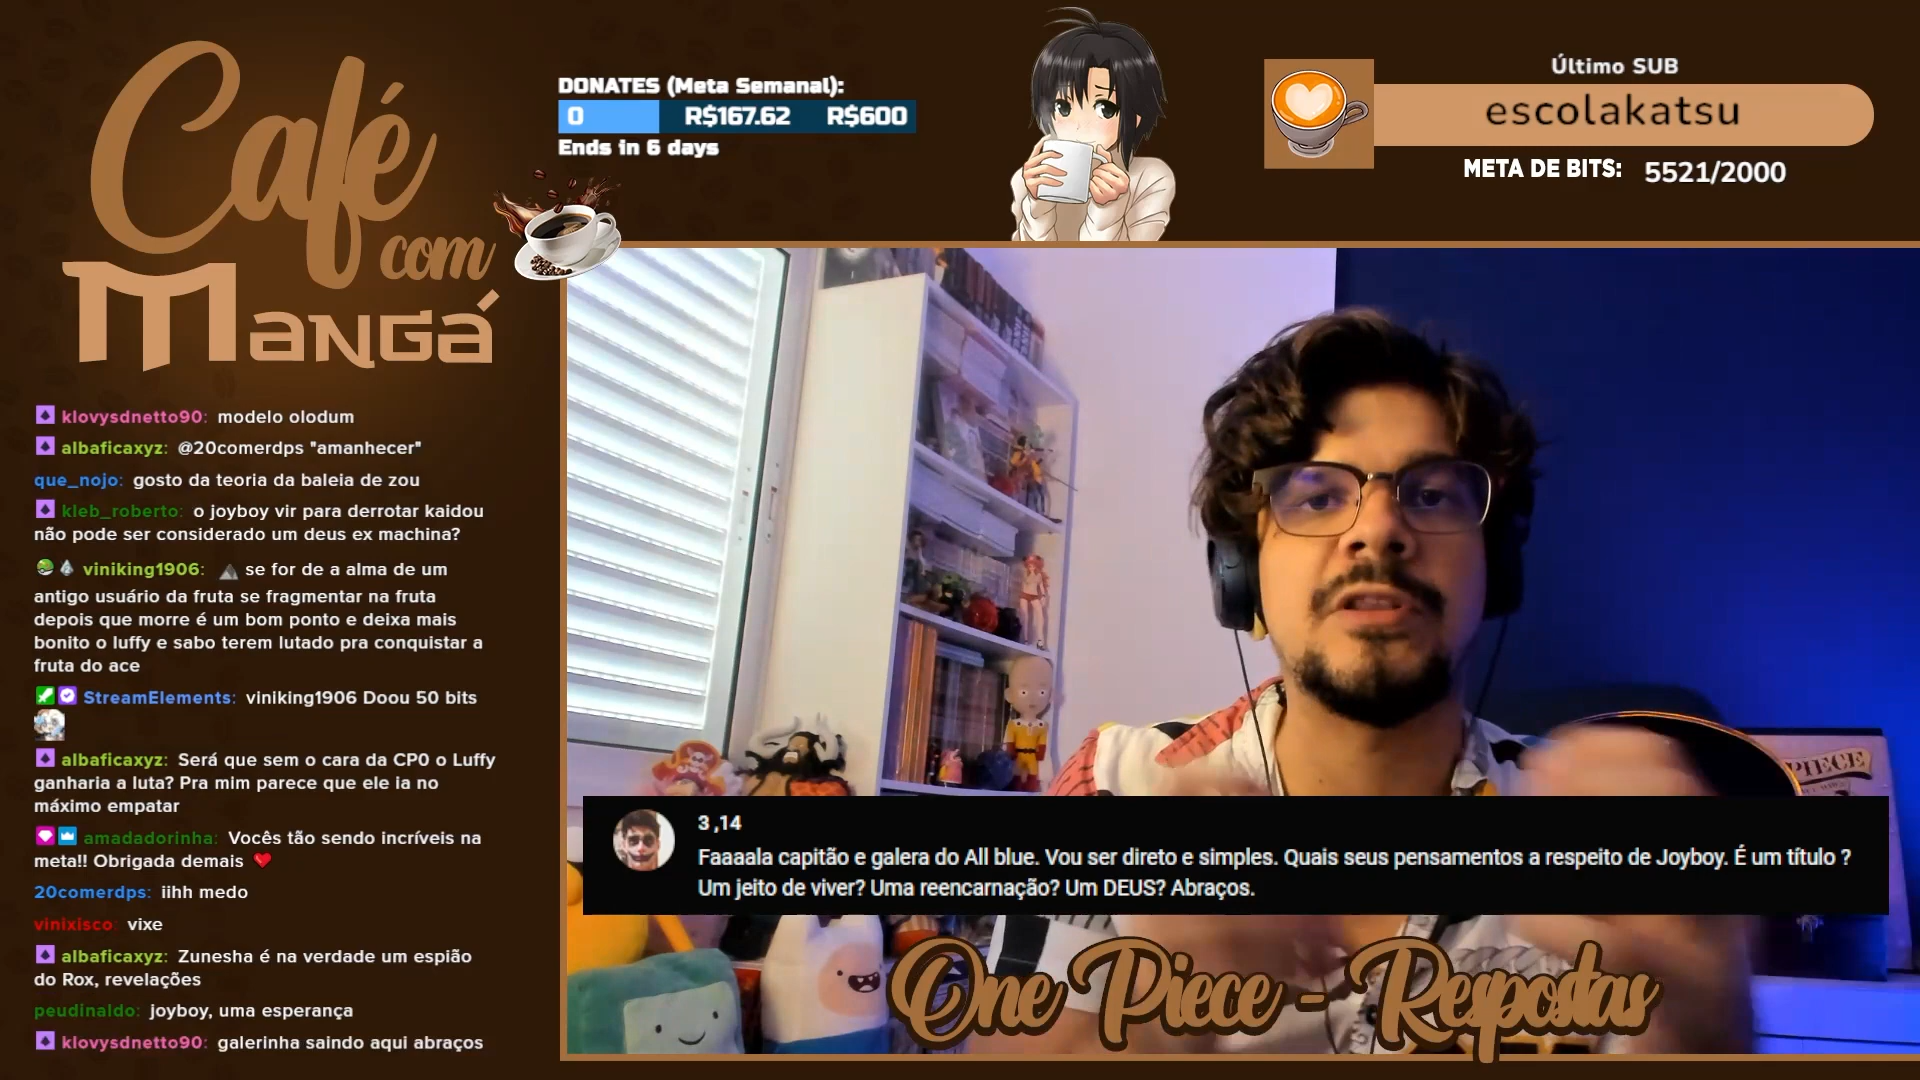 Café
com
Mangá
DONATES (Meta Semanal):
0 R$167.62 R$600
Ends in 6 days
Último SUB
escolakatsu
META DE BITS: 5521/2000
klovysdnetto90: modelo olodum
albaficaxyz: @20comerdps "amanhecer"
que_nojo: gosto da teoria da baleia de zou
kleb_roberto: o joyboy vir para derrotar kaidou
não pode ser considerado um deus ex machina?
viniking1906: se for de a alma de um
antigo usuário da fruta se fragmentar na fruta
depois que morre é um bom ponto e deixa mais
bonito o luffy e sabo terem lutado pra conquistar a
fruta do ace
StreamElements: viniking1906 Doou 50 bits
albaficaxyz: Será que sem o cara da CP0 o Luffy
ganharia a luta? Pra mim parece que ele ia no
máximo empatar
amadadorinha: Vocês tão sendo incríveis na
meta!! Obrigada demais
20comerdps: iihh medo
vinixisco: vixe
albaficaxyz: Zunesha é na verdade um espião
do Rox, revelações
peudinaldo: joyboy, uma esperança
klovysdnetto90: galerinha saindo aqui abraços
PIECE
3 ,14
Faaaala capitão e galera do All blue. Vou ser direto e simples. Quais seus pensamentos a respeito de Joyboy. É um título ?
Um jeito de viver? Uma reencarnação? Um DEUS? Abraços.
One Piece - Respostas